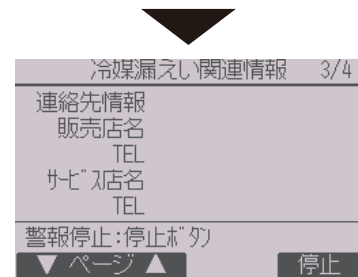 冷媒漏えい関連情報 3/4
連絡先情報
販売店名
TEL
ｻｰﾋﾞｽ店名
TEL
警報停止:停止ﾎﾞﾀﾝ
▼ ページ ▲ 停止